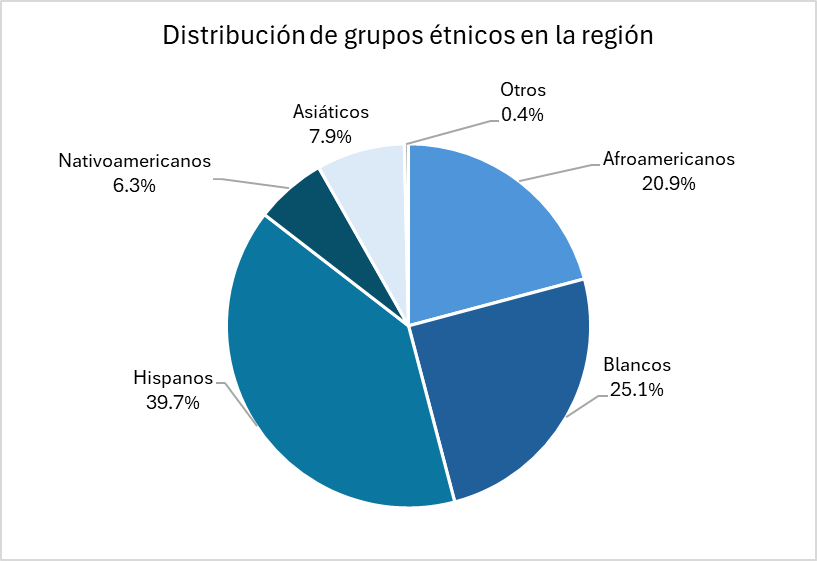 Distribución de grupos étnicos en la región
Otros
0.4%
Asiáticos
7.9%
Nativoamericanos
6.3%
Afroamericanos
20.9%
Hispanos
39.7%
Blancos
25.1%